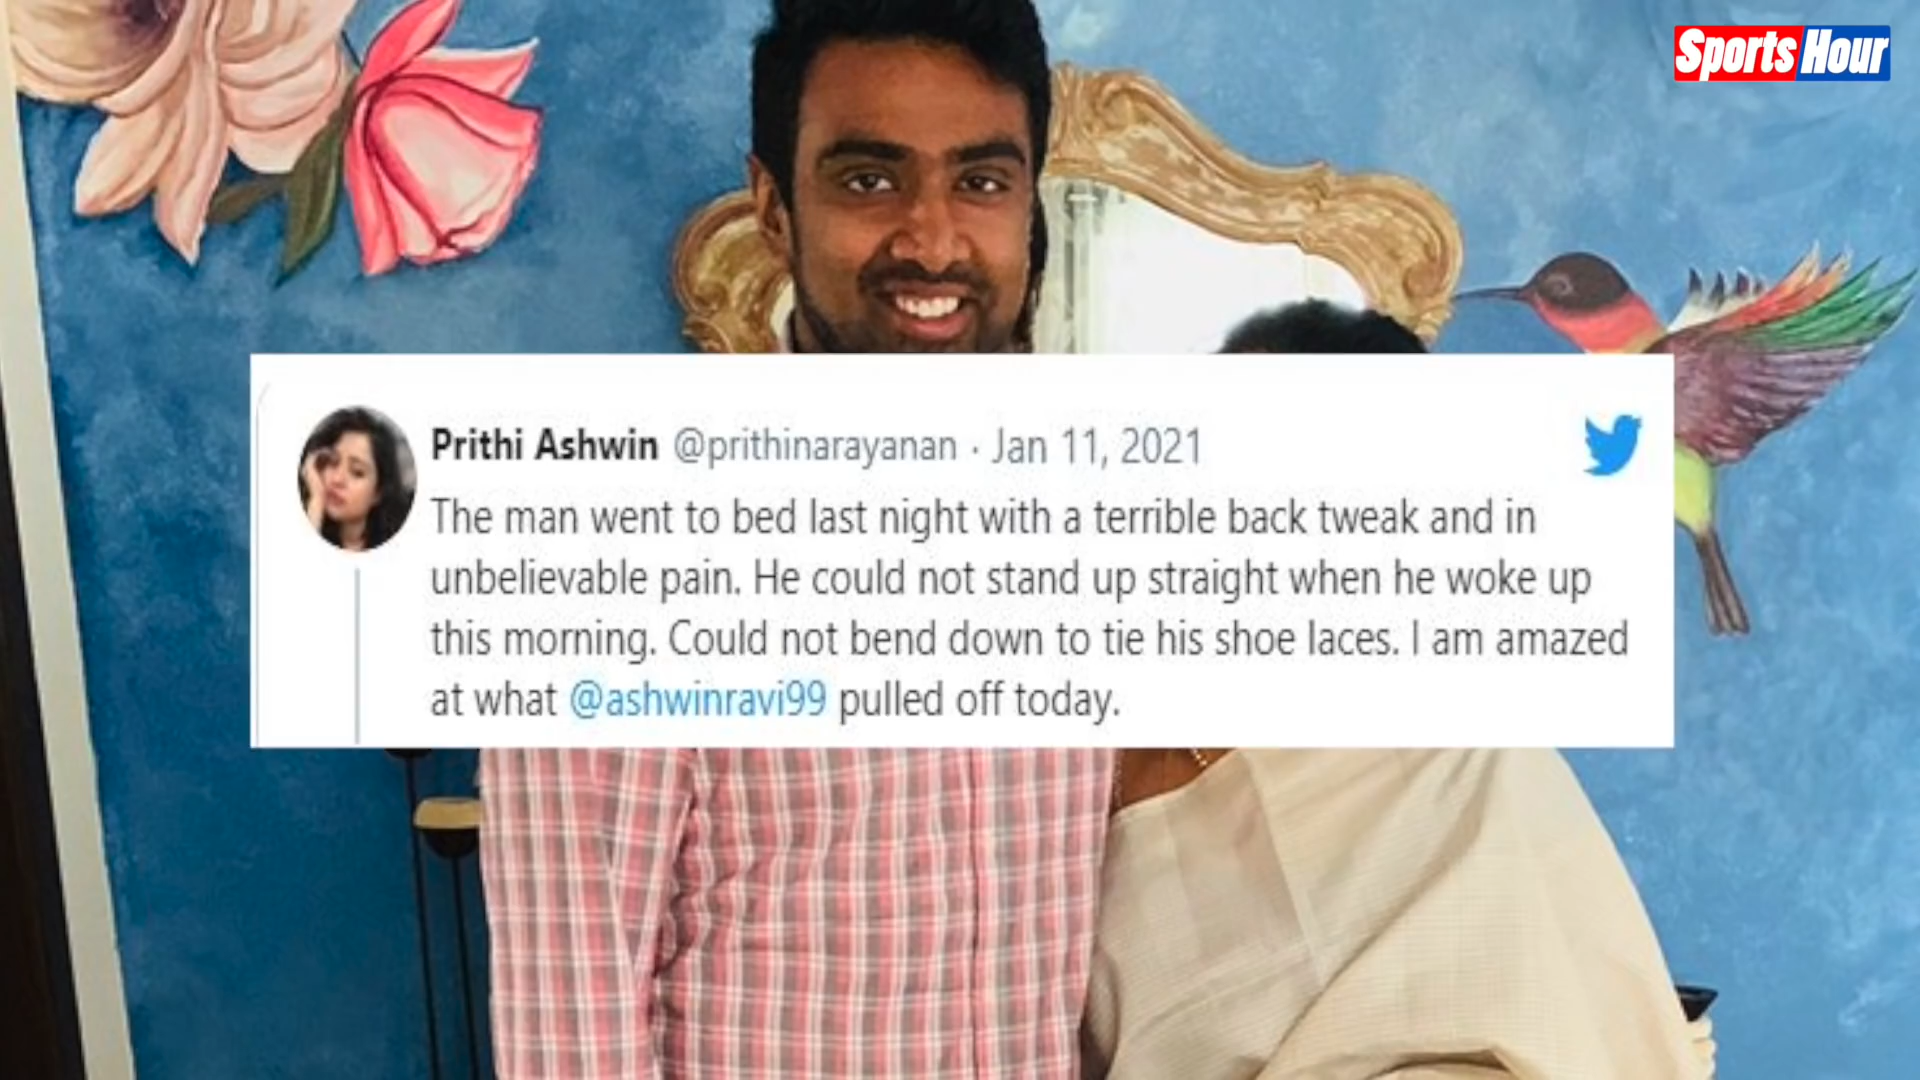 SportsHour
Prithi Ashwin @prithinarayanan · Jan 11, 2021
The man went to bed last night with a terrible back tweak and in
unbelievable pain. He could not stand up straight when he woke up
this morning. Could not bend down to tie his shoe laces. I am amazed
at what @ashwinravi99 pulled off today.